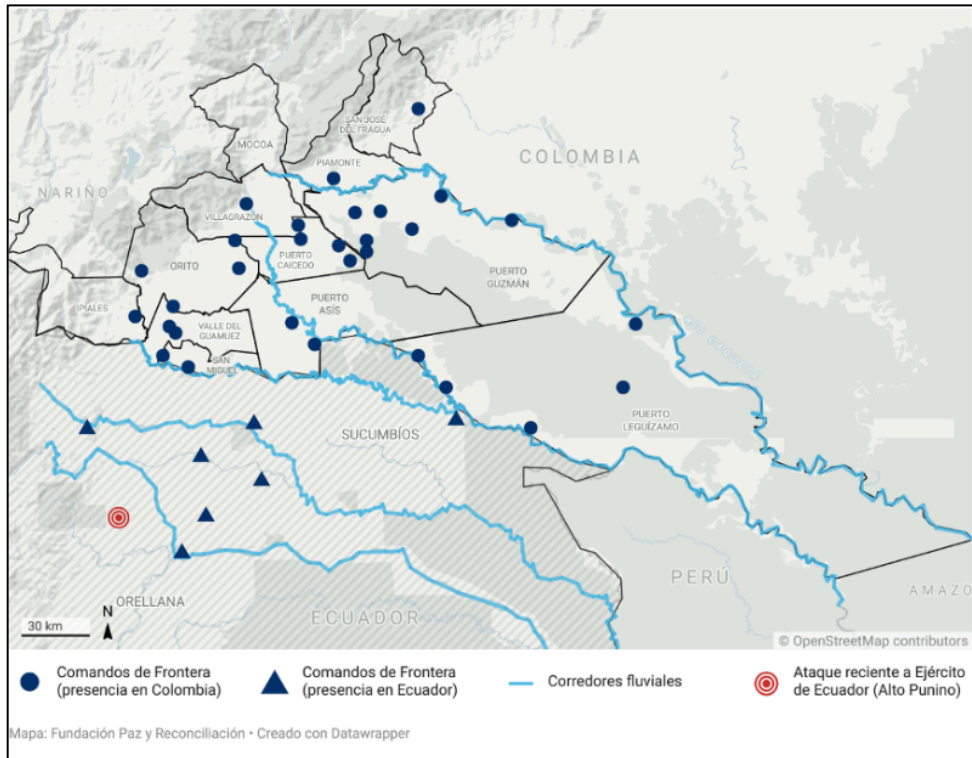 SAN JOSÉ
DEL FRAGUA
MOCOA
COLOMBIA
PIAMONTE
NARIÑO
VILLAGRAZÓN
PUERTO
CAICEDO
ORITO
PUERTO
GUZMÁN
PUERTO
ASÍS
IPIALES
VALLE DEL
GUAMUEZ
RÍO CAQUETÁ
SAN
MIGUEL
SUCUMBÍOS
PUERTO
LEGUÍZAMO
PERÚ
AMAZO
ORELLANA
N
ECUADOR
30 km
© OpenStreetMap contributors
Comandos de Frontera
(presencia en Colombia)
Comandos de Frontera
(presencia en Ecuador)
Corredores fluviales
Ataque reciente a Ejército
de Ecuador (Alto Punino)
Mapa: Fundación Paz y Reconciliación • Creado con Datawrapper